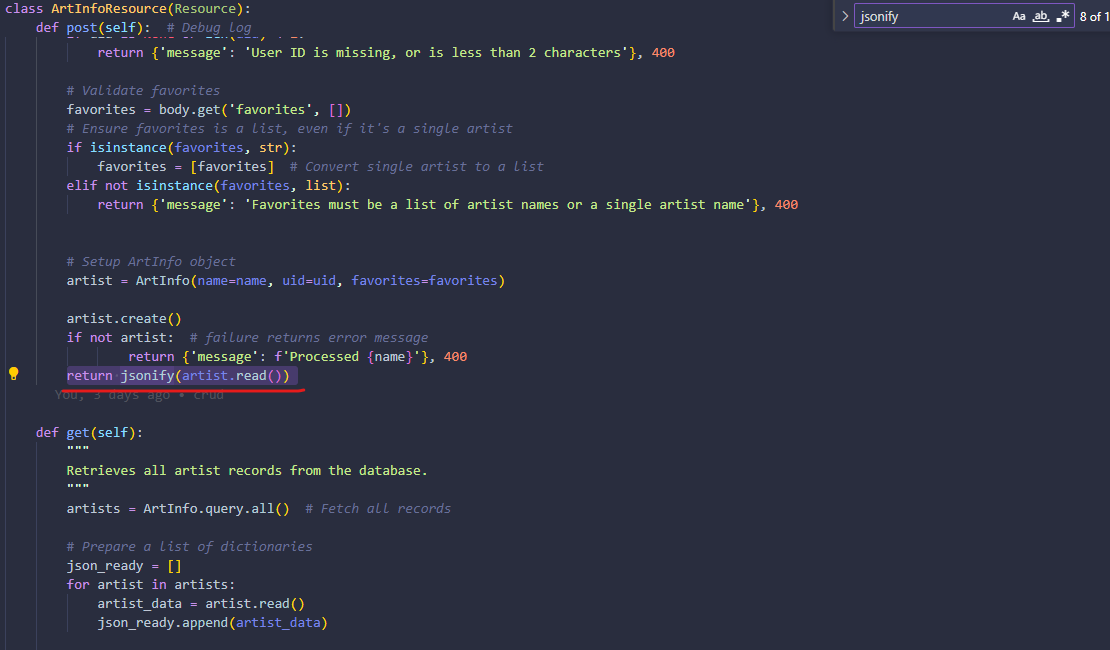 class ArtInfoResource(Resource):
jsonify
Aa
ab
.*
8 of 1
def post(self):  # Debug log
return {'message': 'User ID is missing, or is less than 2 characters'}, 400
# Validate favorites
favorites = body.get('favorites', [])
# Ensure favorites is a list, even if it's a single artist
if isinstance(favorites, str):
favorites = [favorites]  # Convert single artist to a list
elif not isinstance(favorites, list):
return {'message': 'Favorites must be a list of artist names or a single artist name'}, 400
# Setup ArtInfo object
artist = ArtInfo(name=name, uid=uid, favorites=favorites)
artist.create()
if not artist:  # failure returns error message
return {'message': f'Processed {name}'}, 400
return jsonify(artist.read())
You, 3 days ago • crud
def get(self):
"""
Retrieves all artist records from the database.
"""
artists = ArtInfo.query.all()  # Fetch all records
# Prepare a list of dictionaries
json_ready = []
for artist in artists:
artist_data = artist.read()
json_ready.append(artist_data)